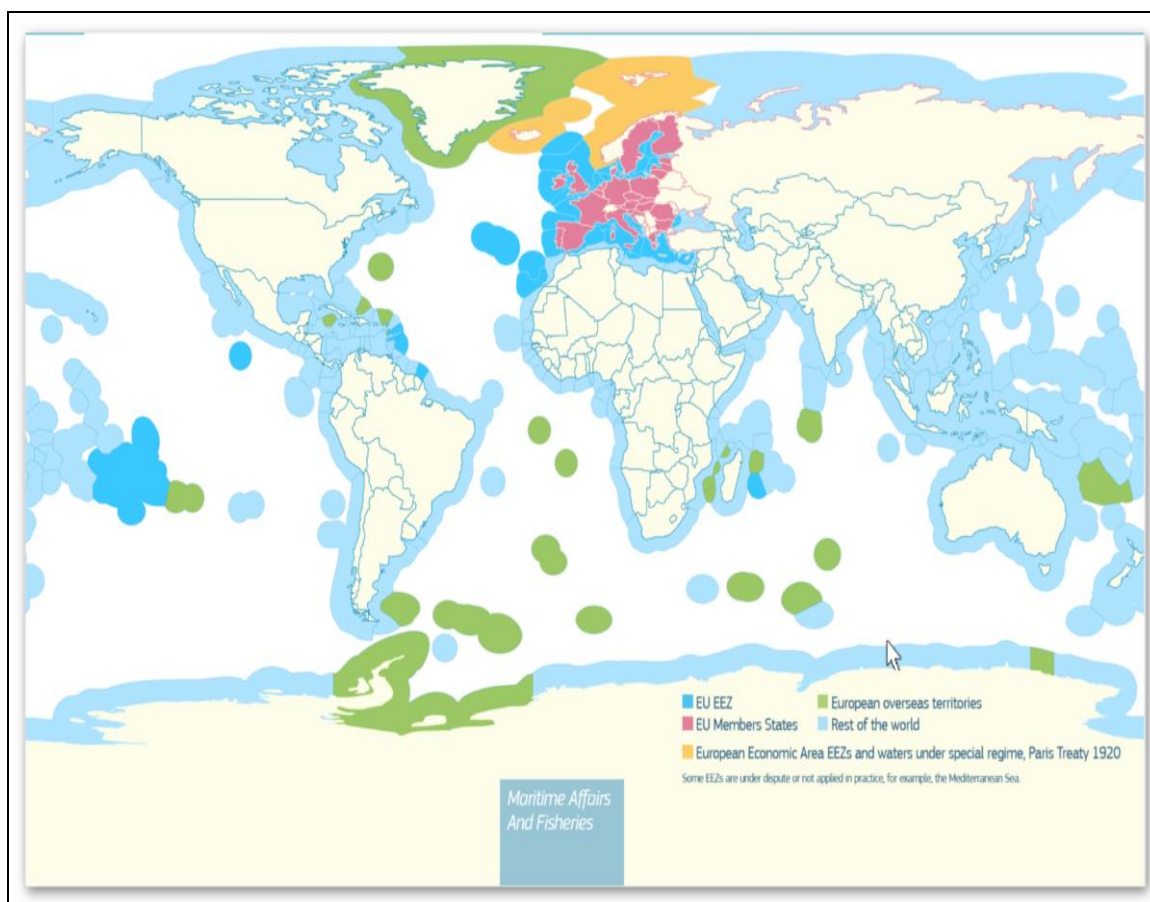 EU EEZ
European overseas territories
EU Members States
Rest of the world
European Economic Area EEZs and waters under special regime, Paris Treaty 1920
Some EEZs are under dispute or not applied in practice, for example, the Mediterranean Sea.
Maritime Affairs
And Fisheries